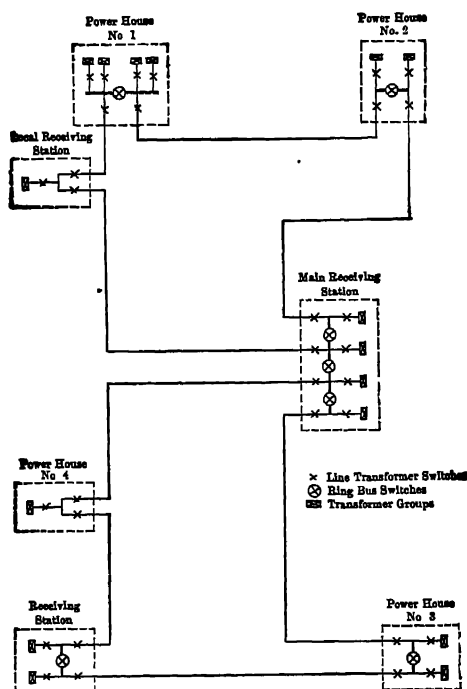 Power House
No 1
Power House
No. 2
Local Receiving
Station
Main Receiving
Station
Power House
No 4
Line Transformer Switches
Ring Bus Switches
Transformer Groups
Receiving
Station
Power House
No 3